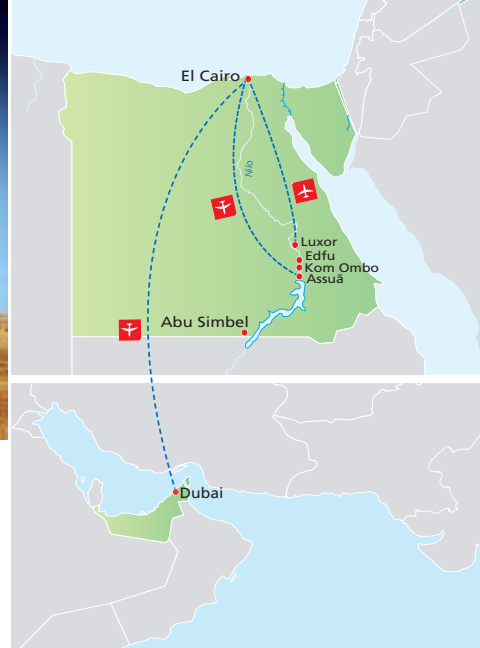 El Cairo
Nilo
Luxor
Edfu
Kom Ombo
Assuã
Abu Simbel
Dubai